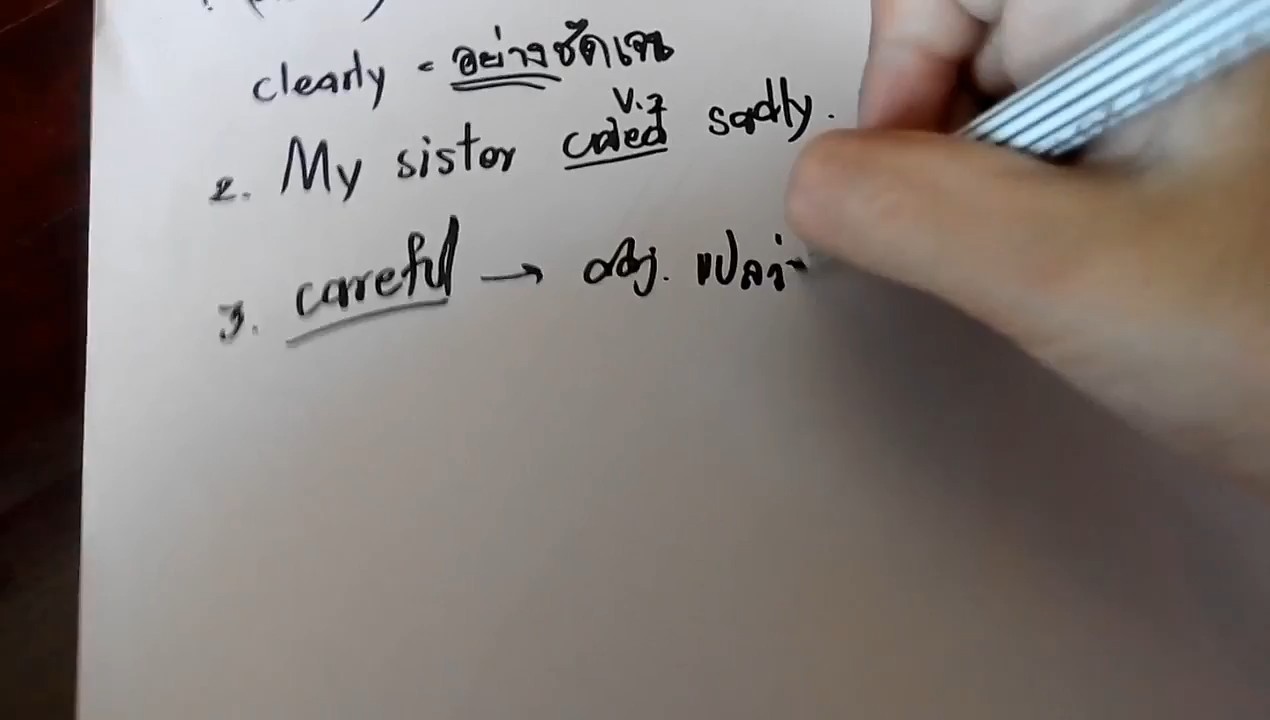 clearly = อย่างชัดเจน
V.2
2. My sister cried sadly.
3. careful → adj. แปลว่า